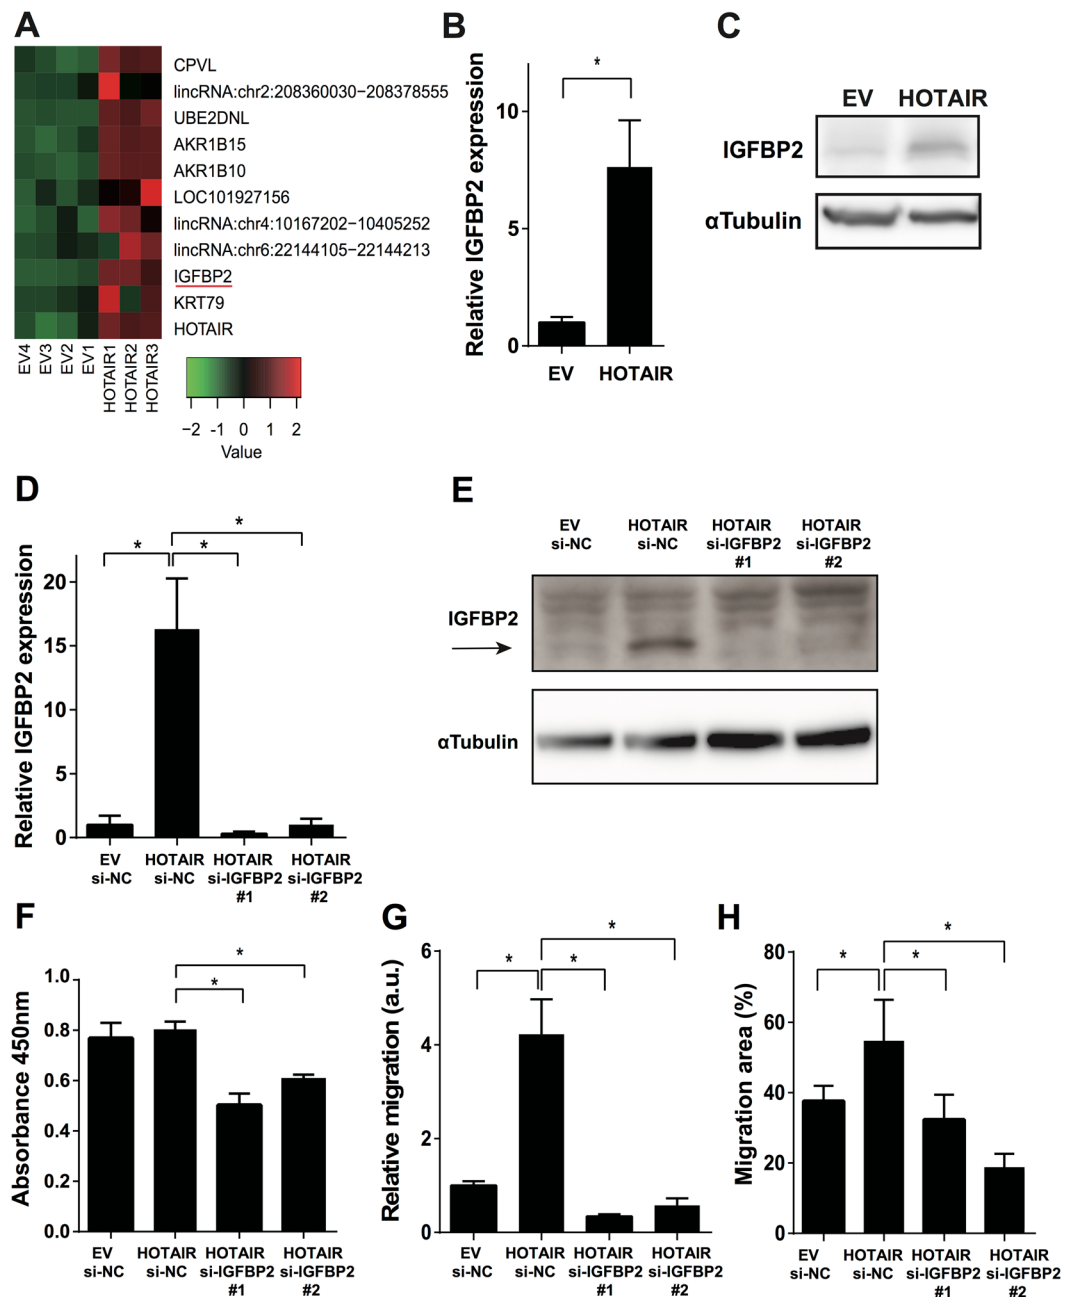 A
CPVL
lincRNA:chr2:208360030−208378555
UBE2DNL
AKR1B15
AKR1B10
LOC101927156
lincRNA:chr4:10167202−10405252
lincRNA:chr6:22144105−22144213
IGFBP2
KRT79
HOTAIR
EV4
EV3
EV2
EV1
HOTAIR1
HOTAIR2
HOTAIR3
−2 -1 0 1 2
Value
B
Relative IGFBP2 expression
*
10
5
0
EV HOTAIR
C
EV HOTAIR
IGFBP2
αTubulin
D
Relative IGFBP2 expression
*
* *
20
15
10
5
0
EV HOTAIR HOTAIR HOTAIR
si-NC si-NC si-IGFBP2 si-IGFBP2
#1 #2
E
EV HOTAIR HOTAIR HOTAIR
si-NC si-NC si-IGFBP2 si-IGFBP2
#1 #2
IGFBP2
αTubulin
F
Absorbance 450nm
*
*
1.0
0.8
0.6
0.4
0.2
0.0
EV HOTAIR HOTAIR HOTAIR
si-NC si-NC si-IGFBP2 si-IGFBP2
#1 #2
G
Relative migration (a.u.)
*
* *
6
4
2
0
EV HOTAIR HOTAIR HOTAIR
si-NC si-NC si-IGFBP2 si-IGFBP2
#1 #2
H
Migration area (%)
*
* *
80
60
40
20
0
EV HOTAIR HOTAIR HOTAIR
si-NC si-NC si-IGFBP2 si-IGFBP2
#1 #2